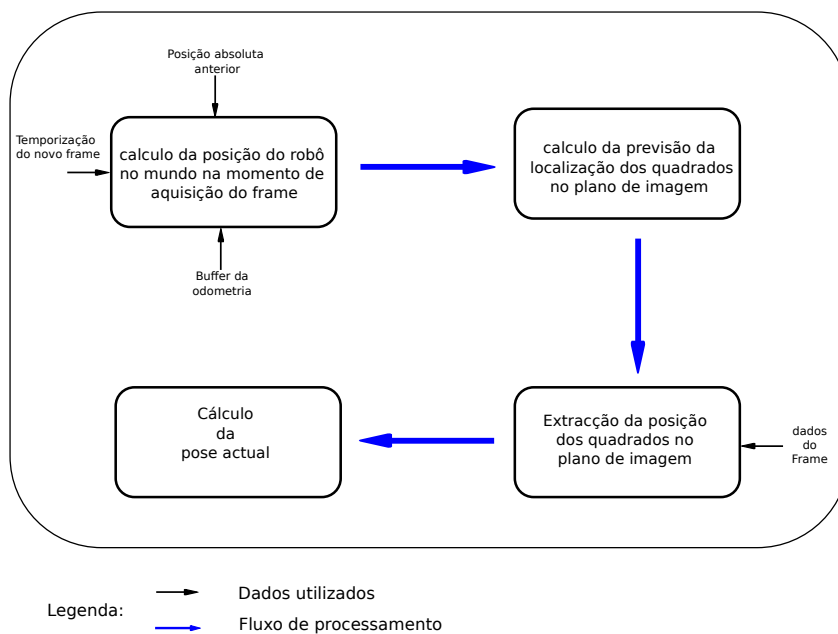 Posição absoluta
anterior
Temporização
do novo frame
calculo da posição do robô
no mundo na momento de
aquisição do frame
Buffer da
odometria
calculo da previsão da
localização dos quadrados
no plano de imagem
Extracção da posição
dos quadrados no
plano de imagem
dados
do
Frame
Cálculo
da
pose actual
Legenda:
Dados utilizados
Fluxo de processamento